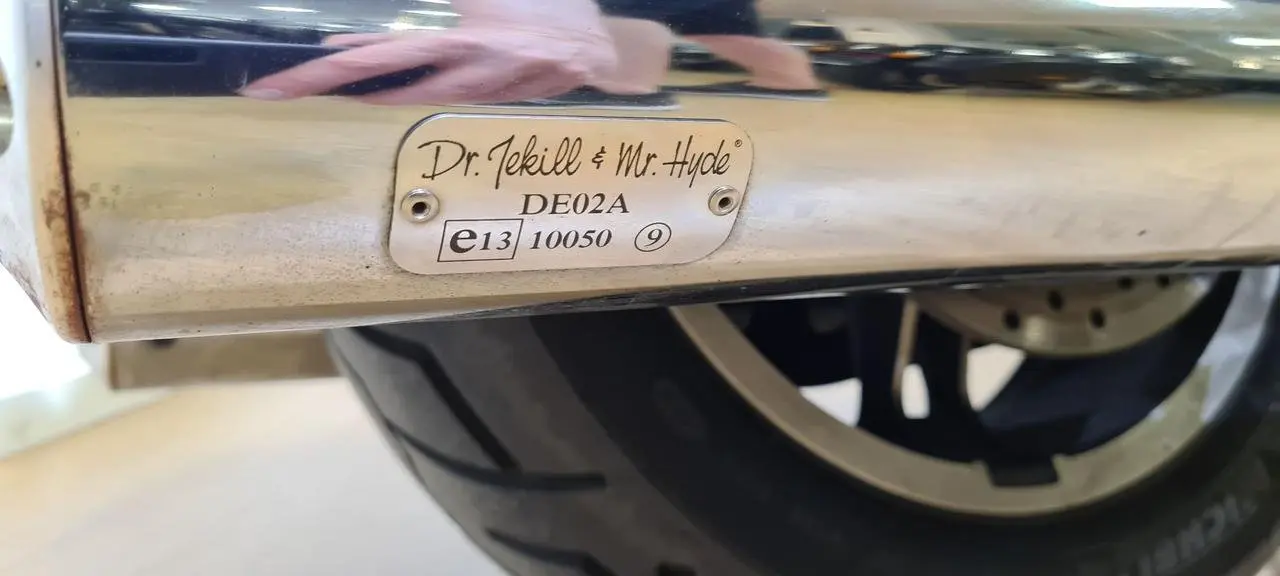 Dr. Jekill & Mr. Hyde®
DE02A
e13 10050 9